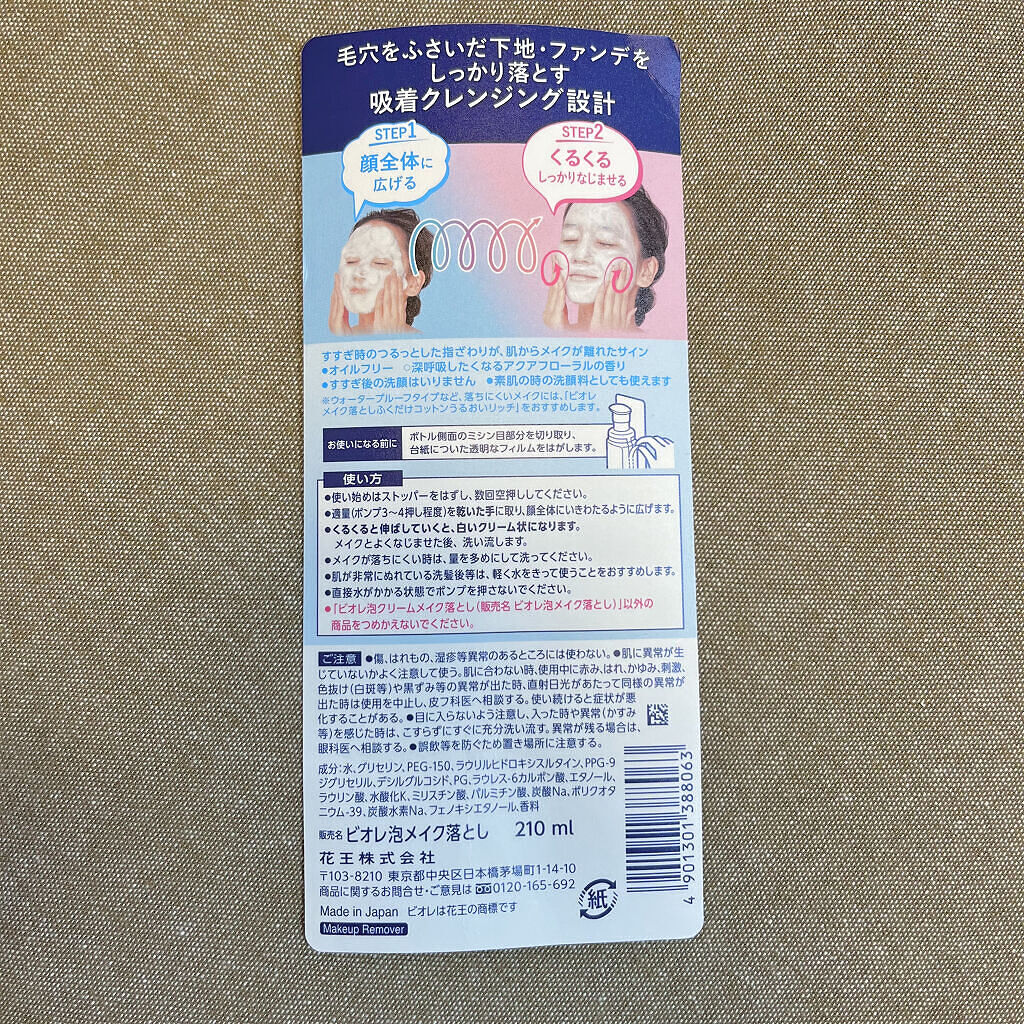 毛穴をふさいだ下地・ファンデを
しっかり落とす
吸着クレンジング設計
STEP1
顔全体に
広げる
STEP2
くるくる
しっかりなじませる
すすぎ時のつるっとした指ざわりが、肌からメイクが離れたサイン
●オイルフリー ○深呼吸したくなるアクアフローラルの香り
●すすぎ後の洗顔はいりません ●素肌の時の洗顔料としても使えます
※ウォータープルーフタイプなど、落ちにくいメイクには、「ビオレ
メイク落としふくだけコットンうるおいリッチ」をおすすめします。
お使いになる前に
ボトル側面のミシン目部分を切り取り、
台紙についた透明なフィルムをはがします。
使い方
●使い始めはストッパーをはずし、数回空押ししてください。
●適量(ポンプ3〜4押し程度)を乾いた手に取り、顔全体にいきわたるように広げます。
●くるくると伸ばしていくと、白いクリーム状になります。
メイクとよくなじませた後、洗い流します。
●メイクが落ちにくい時は、量を多めにして洗ってください。
●肌が非常にぬれている洗髪後等は、軽く水をきって使うことをおすすめします。
●直接水がかかる状態でポンプを押さないでください。
●「ビオレ泡クリームメイク落とし(販売名 ビオレ泡メイク落とし)」以外の
商品をつめかえないでください。
ご注意 ●傷、はれもの、湿疹等異常のあるところには使わない。●肌に異常が生
じていないかよく注意して使う。肌に合わない時、使用中に赤み、はれ、かゆみ、刺激、
色抜け(白斑等)や黒ずみ等の異常が出た時、直射日光があたって同様の異常が
出た時は使用を中止し、皮フ科医へ相談する。使い続けると症状が悪
化することがある。●目に入らないよう注意し、入った時や異常(かすみ
等)を感じた時は、こすらずにすぐに充分洗い流す。異常が残る場合は、
眼科医へ相談する。●誤飲等を防ぐため置き場所に注意する。
成分:水、グリセリン、PEG-150、ラウリルヒドロキシスルタイン、PPG-9
ジグリセリル、デシルグルコシド、PG、ラウレス-6カルボン酸、エタノール、
ラウリン酸、水酸化K、ミリスチン酸、パルミチン酸、炭酸Na、ポリクオタ
ニウム-39、炭酸水素Na、フェノキシエタノール、香料
販売名 ビオレ泡メイク落とし 210 ml
花王株式会社
〒103-8210 東京都中央区日本橋茅場町1-14-10
商品に関するお問合せ・ご意見は 0120-165-692
Made in Japan ビオレは花王の商標です
Makeup Remover
紙
4 901301 388063